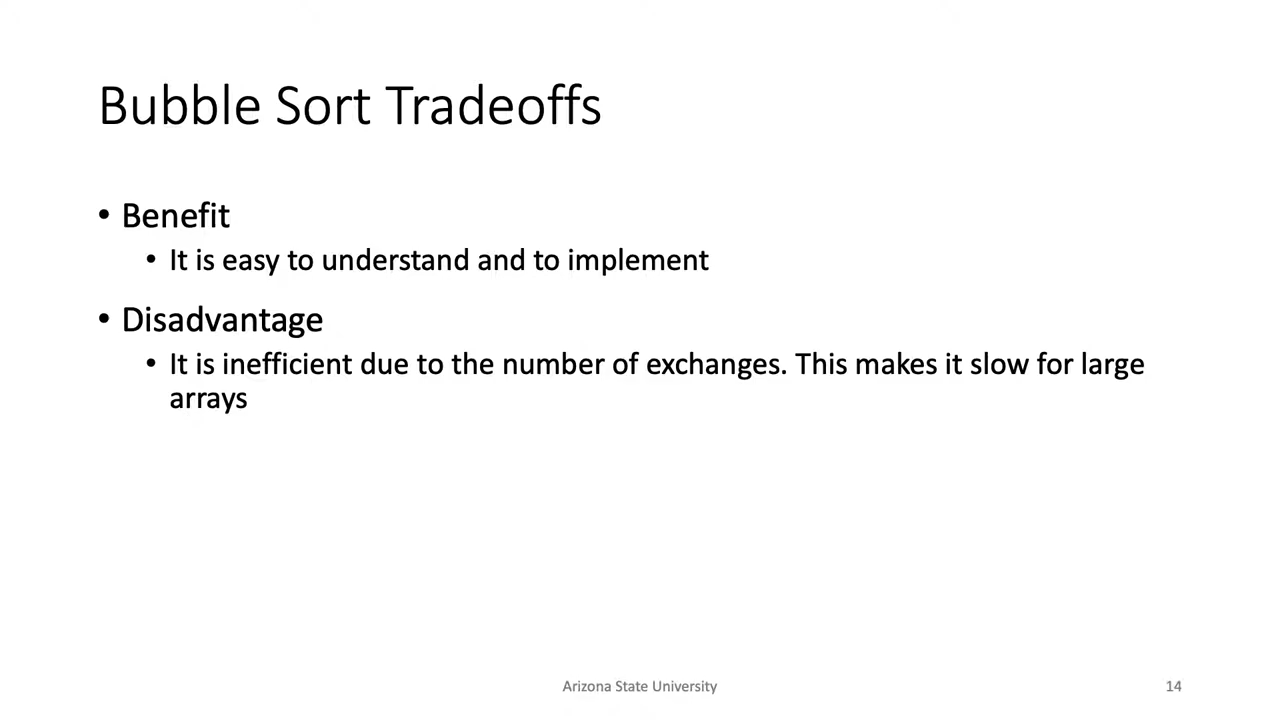 Bubble Sort Tradeoffs
• Benefit
• It is easy to understand and to implement
• Disadvantage
• It is inefficient due to the number of exchanges. This makes it slow for large
arrays
Arizona State University
14